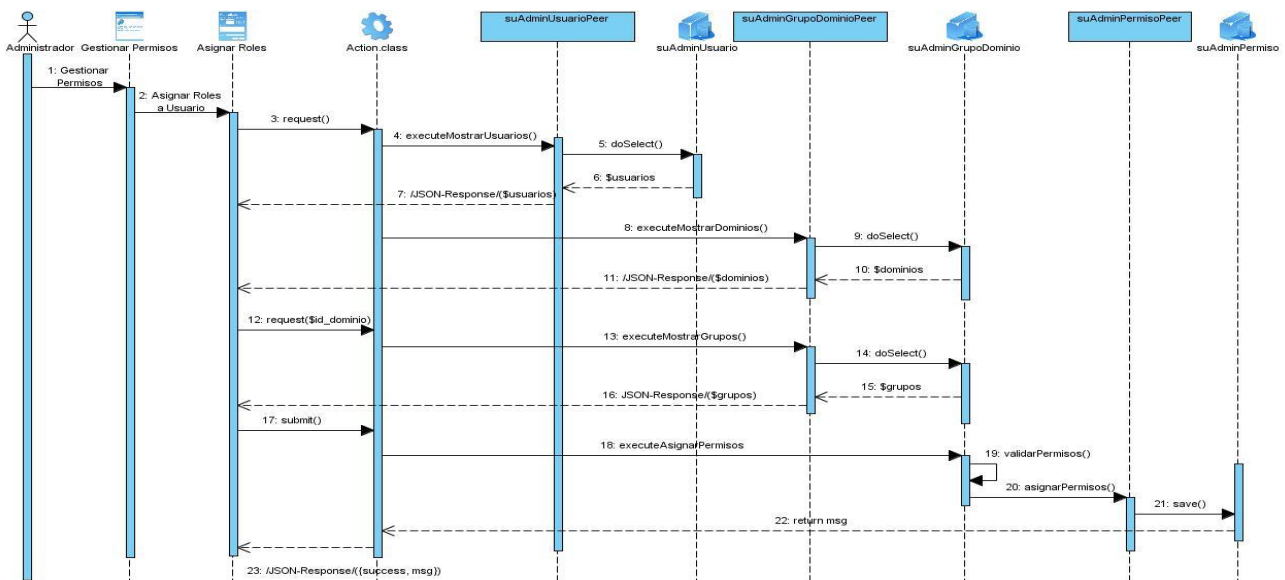 suAdminUsuarioPeer
suAdminGrupoDominioPeer
suAdminPermisoPeer
Administrador
Gestionar Permisos
Asignar Roles
Action.class
suAdminUsuario
suAdminGrupoDominio
suAdminPermiso
1: Gestionar
Permisos
2: Asignar Roles
a Usuario
3: request()
4: executeMostrarUsuarios()
5: doSelect()
6: $usuarios
7: /JSON-Response/($usuarios)
8: executeMostrarDominios()
9: doSelect()
10: $dominios
11: /JSON-Response/($dominios)
12: request($id_dominio)
13: executeMostrarGrupos()
14: doSelect()
15: $grupos
16: JSON-Response/($grupos)
17: submit()
18: executeAsignarPermisos
19: validarPermisos()
20: asignarPermisos()
21: save()
22: return msg
23: /JSON-Response/({success, msg})